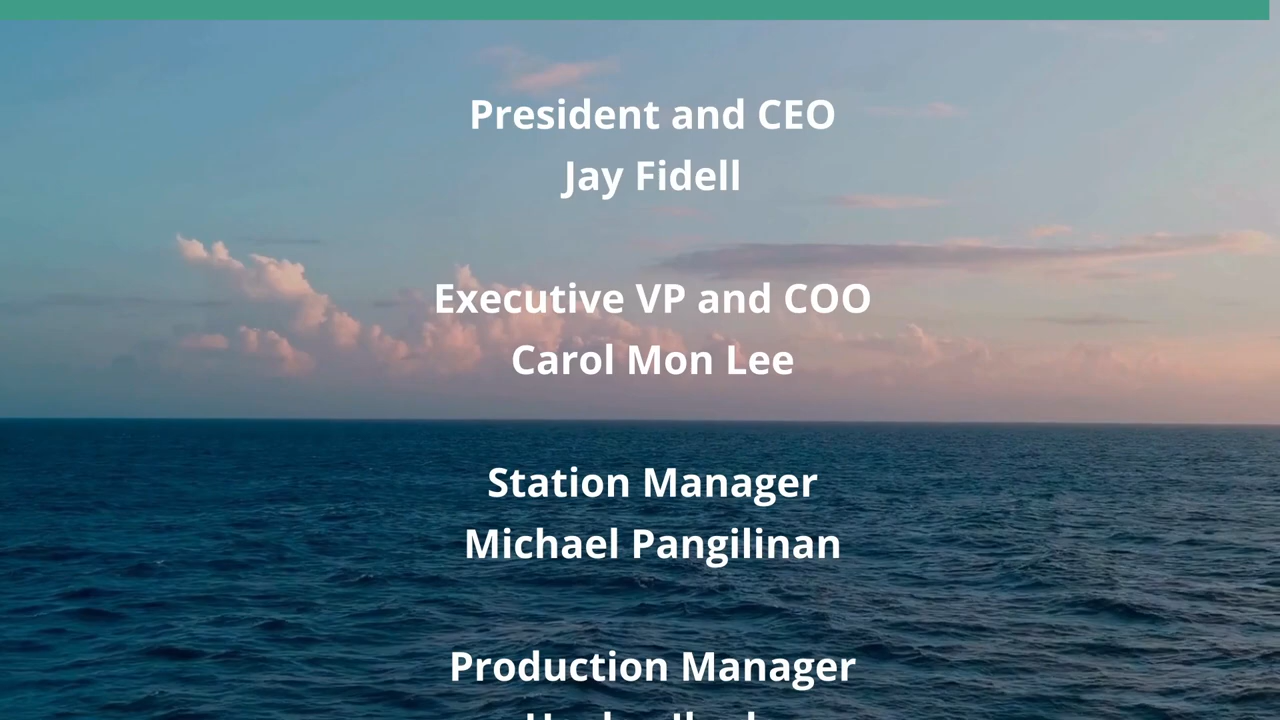 President and CEO
Jay Fidell
Executive VP and COO
Carol Mon Lee
Station Manager
Michael Pangilinan
Production Manager